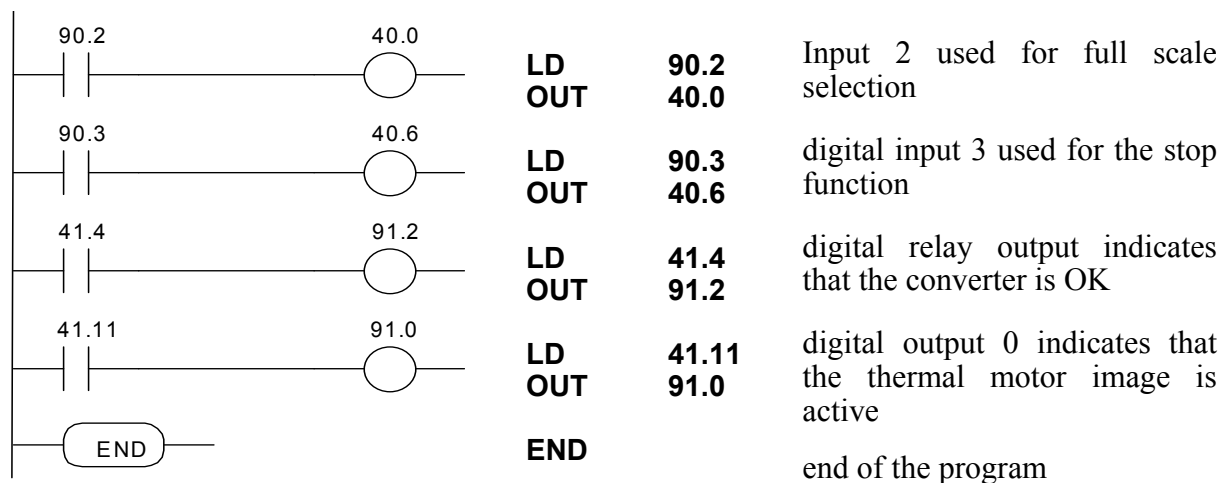 90.2 40.0
LD 90.2
OUT 40.0
Input 2 used for full scale
selection
90.3 40.6
LD 90.3
OUT 40.6
digital input 3 used for the stop
function
41.4 91.2
LD 41.4
OUT 91.2
digital relay output indicates
that the converter is OK
41.11 91.0
LD 41.11
OUT 91.0
digital output 0 indicates that
the thermal motor image is
active
END
END
end of the program